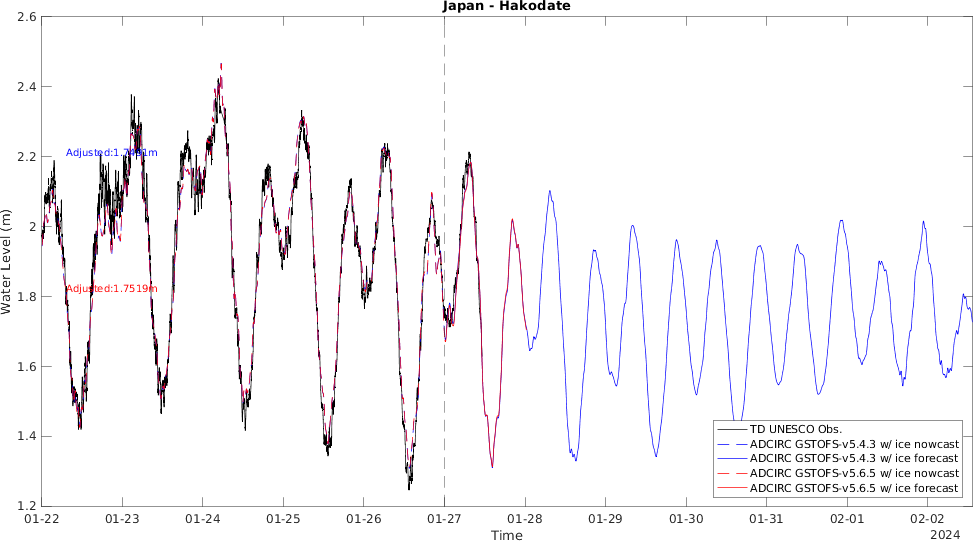 Japan - Hakodate
Water Level (m)
2.6
2.4
2.2
2
1.8
1.6
1.4
1.2
Adjusted:1.7519m
TD UNESCO Obs.
ADCIRC GSTOFS-v5.4.3 w/ ice nowcast
ADCIRC GSTOFS-v5.4.3 w/ ice forecast
ADCIRC GSTOFS-v5.6.5 w/ ice nowcast
ADCIRC GSTOFS-v5.6.5 w/ ice forecast
01-22 01-23 01-24 01-25 01-26 01-27 01-28 01-29 01-30 01-31 02-01 02-02
Time
2024